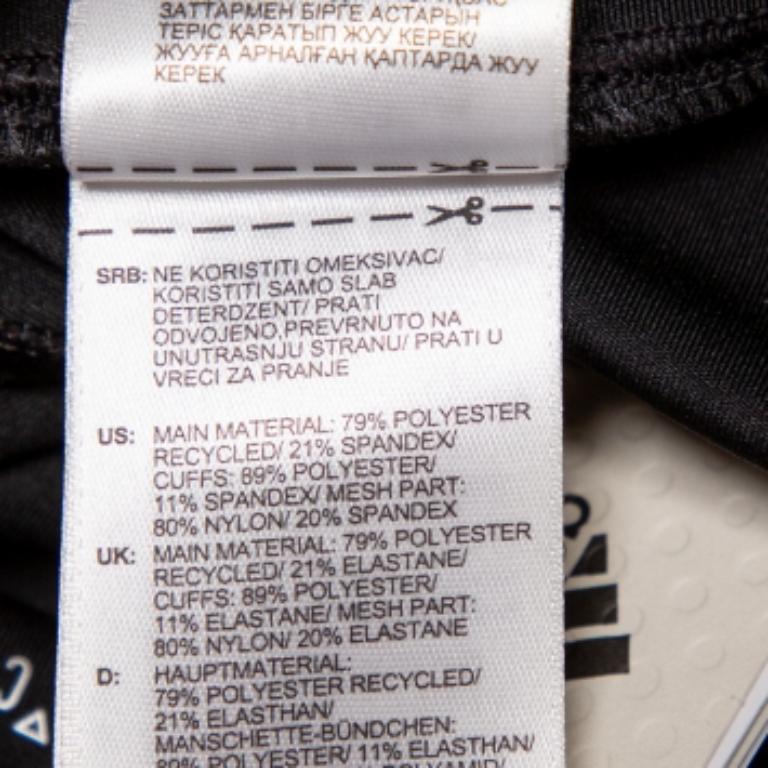 ЗАТТАРМЕН БІРГЕ АСТАРЫН
ТЕРІС ҚАРАТЫП ЖУУ КЕРЕК/
ЖУУҒА АРНАЛҒАН ҚАПТАРДА ЖУУ
КЕРЕК
SRB: NE KORISTITI OMEKSIVAC/
KORISTITI SAMO SLAB
DETERDZENT/ PRATI
ODVOJENO,PREVRNUTO NA
UNUTRASNJU STRANU/ PRATI U
VRECI ZA PRANJE
US: MAIN MATERIAL: 79% POLYESTER
RECYCLED/ 21% SPANDEX/
CUFFS: 89% POLYESTER/
11% SPANDEX/ MESH PART:
80% NYLON/ 20% SPANDEX
UK: MAIN MATERIAL: 79% POLYESTER
RECYCLED/ 21% ELASTANE/
CUFFS: 89% POLYESTER/
11% ELASTANE/ MESH PART:
80% NYLON/ 20% ELASTANE
D: HAUPTMATERIAL:
79% POLYESTER RECYCLED/
21% ELASTHAN/
MANSCHETTE-BÜNDCHEN:
89% POLYESTER/ 11% ELASTHAN/
POLYAMID/